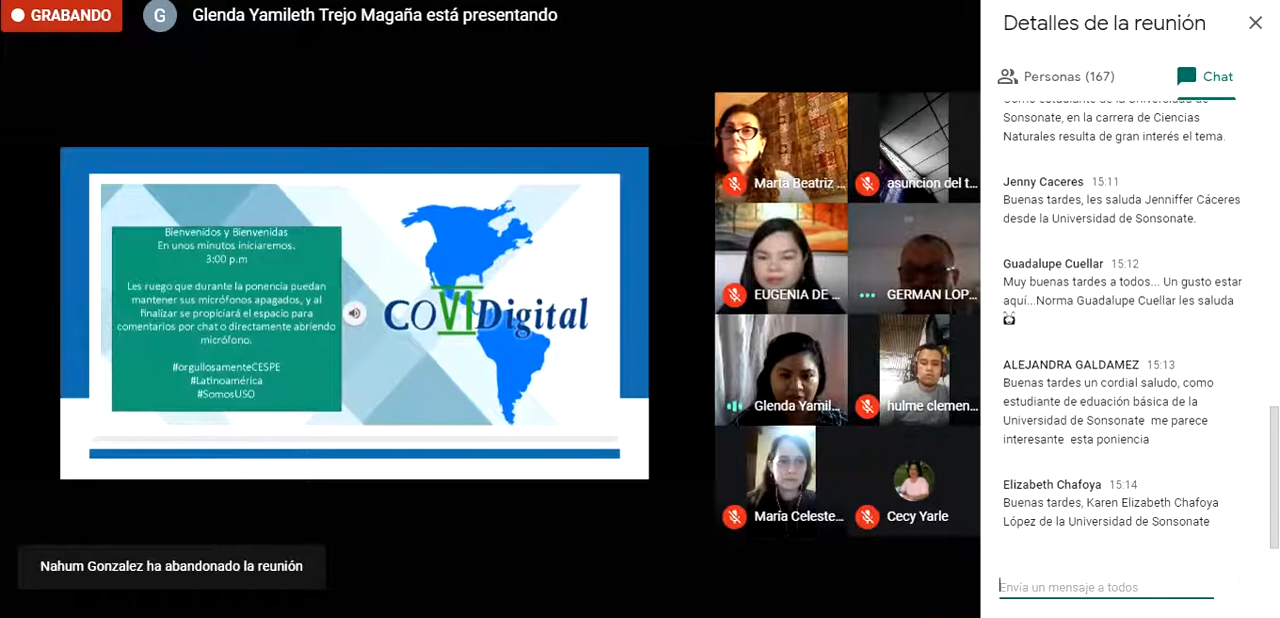 GRABANDO
G
Glenda Yamileth Trejo Magaña está presentando
Bienvenidos y Bienvenidas
En unos minutos iniciaremos.
3:00 p.m
Les ruego que durante la ponencia puedan
mantener sus micrófonos apagados, y al
finalizar se propiciará el espacio para
comentarios por chat o directamente abriendo
micrófono.
#orgullosamenteCESPE
#Latinoamérica
#SomosUSO
COVIDigital
Marta Beatriz ...
asuncion del t...
EUGENIA DE ...
GERMAN LOP...
Glenda Yamil...
hulme clemen...
María Celeste...
Cecy Yarle
Nahum Gonzalez ha abandonado la reunión
Detalles de la reunión
Personas (167)
Chat
Como estudiante de la Universidad de
Sonsonate, en la carrera de Ciencias
Naturales resulta de gran interés el tema.
Jenny Caceres 15:11
Buenas tardes, les saluda Jenniffer Cáceres
desde la Universidad de Sonsonate.
Guadalupe Cuellar 15:12
Muy buenas tardes a todos... Un gusto estar
aquí...Norma Guadalupe Cuellar les saluda
ALEJANDRA GALDAMEZ 15:13
Buenas tardes un cordial saludo, como
estudiante de eduación básica de la
Universidad de Sonsonate me parece
interesante esta poniencia
Elizabeth Chafoya 15:14
Buenas tardes, Karen Elizabeth Chafoya
López de la Universidad de Sonsonate
Envía un mensaje a todos